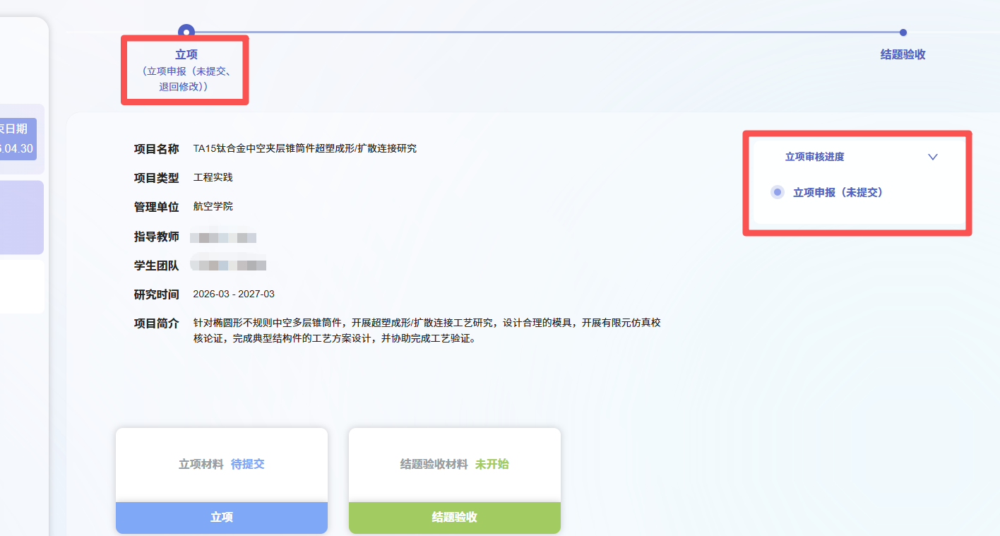 立项
（立项申报（未提交、
退回修改））
结题验收
束日期
6.04.30
项目名称 TA15钛合金中空夹层锥筒件超塑成形/扩散连接研究
项目类型 工程实践
管理单位 航空学院
指导教师
学生团队
研究时间 2026-03 - 2027-03
项目简介 针对椭圆形不规则中空多层锥筒件，开展超塑成形/扩散连接工艺研究，设计合理的模具，开展有限元仿真校
核论证，完成典型结构件的工艺方案设计，并协助完成工艺验证。
立项审核进度
立项申报（未提交）
立项材料 待提交
立项
结题验收材料 未开始
结题验收